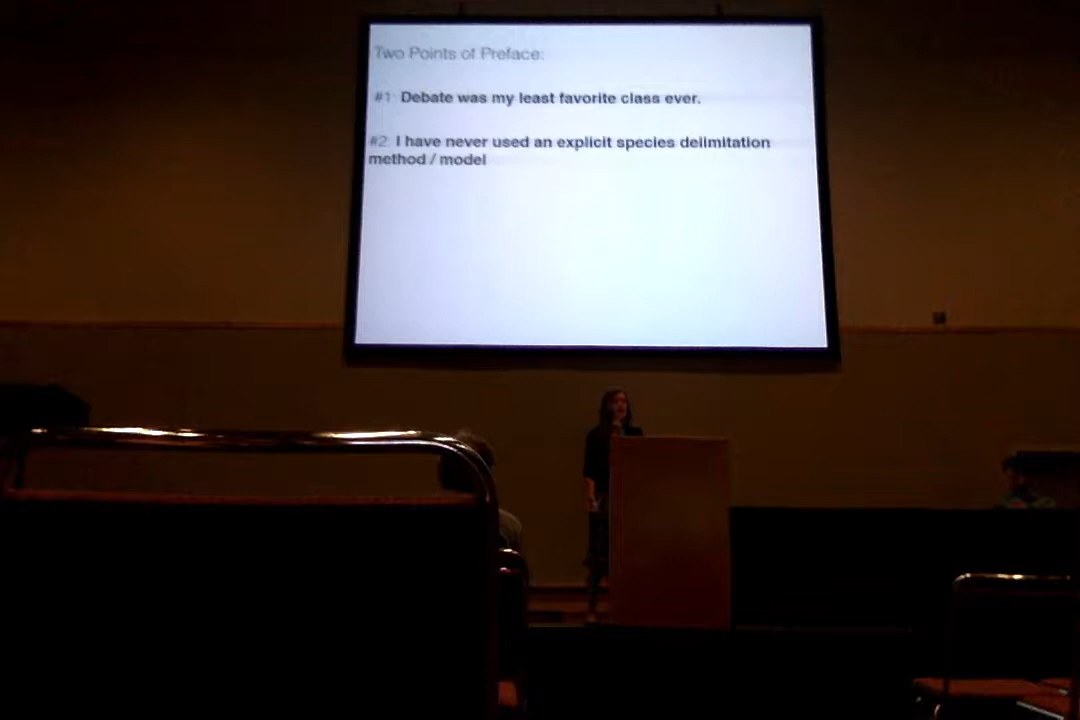 Two Points of Preface:
#1 Debate was my least favorite class ever.
#2 I have never used an explicit species delimitation
method / model